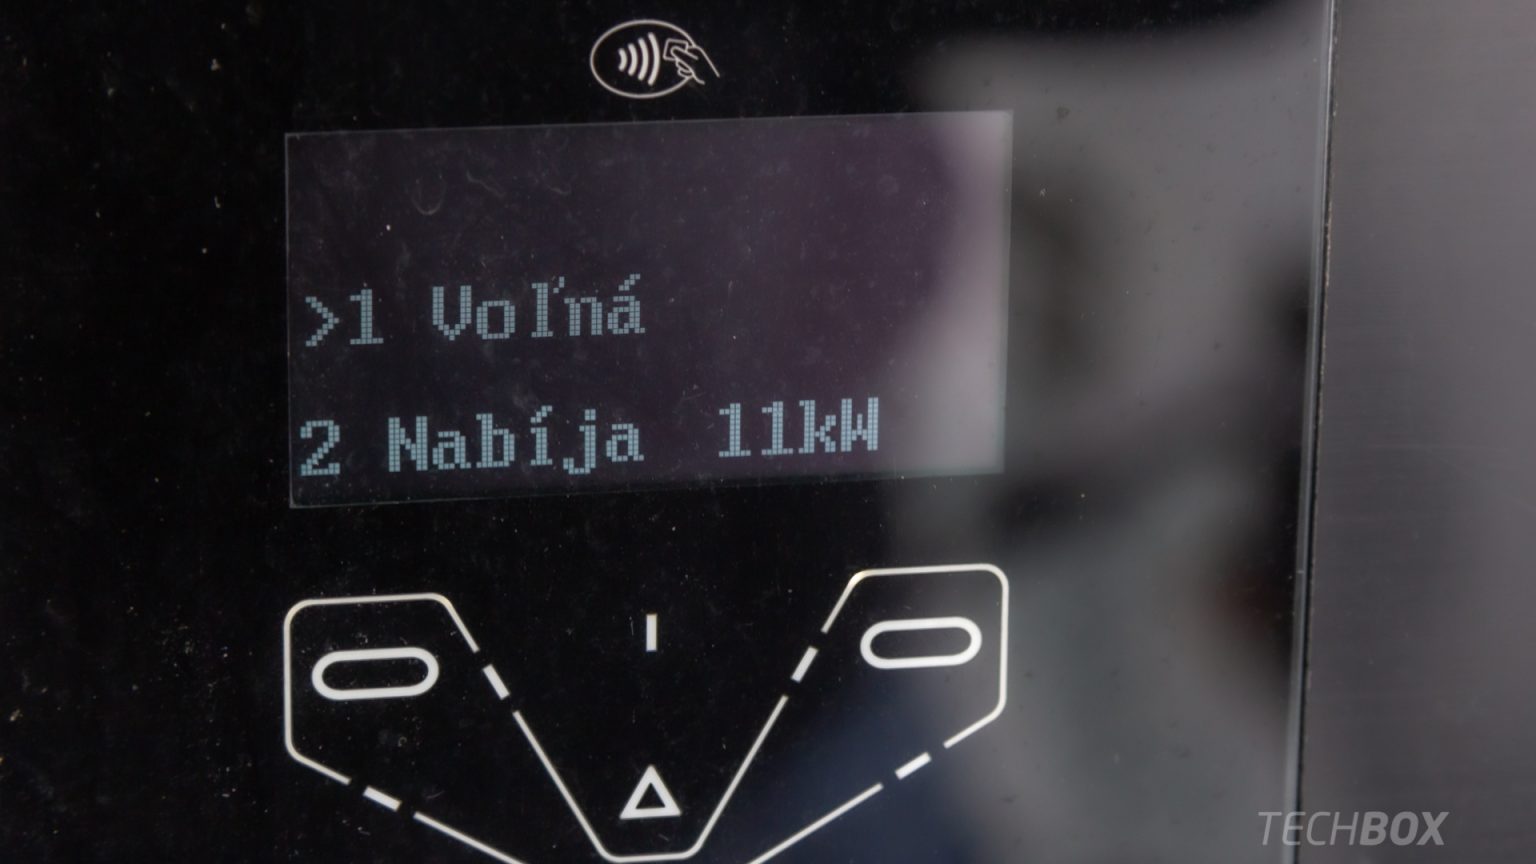 >1 Voľná
2 Nabíja 11kW
TECHBOX